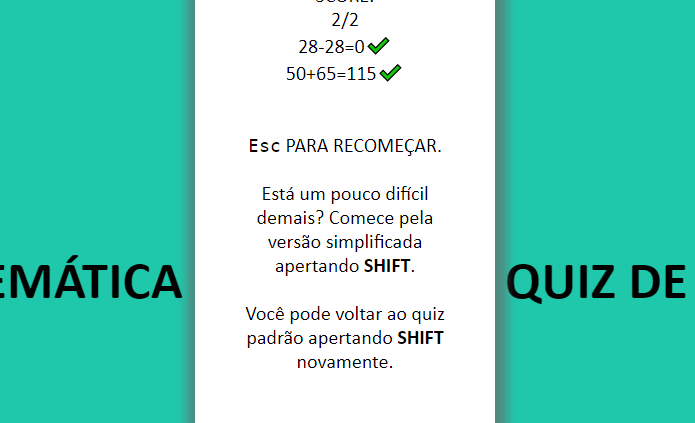 SCORE:
2/2
28-28=0
50+65=115
Esc PARA RECOMEÇAR.
Está um pouco difícil
demais? Comece pela
versão simplificada
apertando SHIFT.
EMÁTICA
QUIZ DE
Você pode voltar ao quiz
padrão apertando SHIFT
novamente.